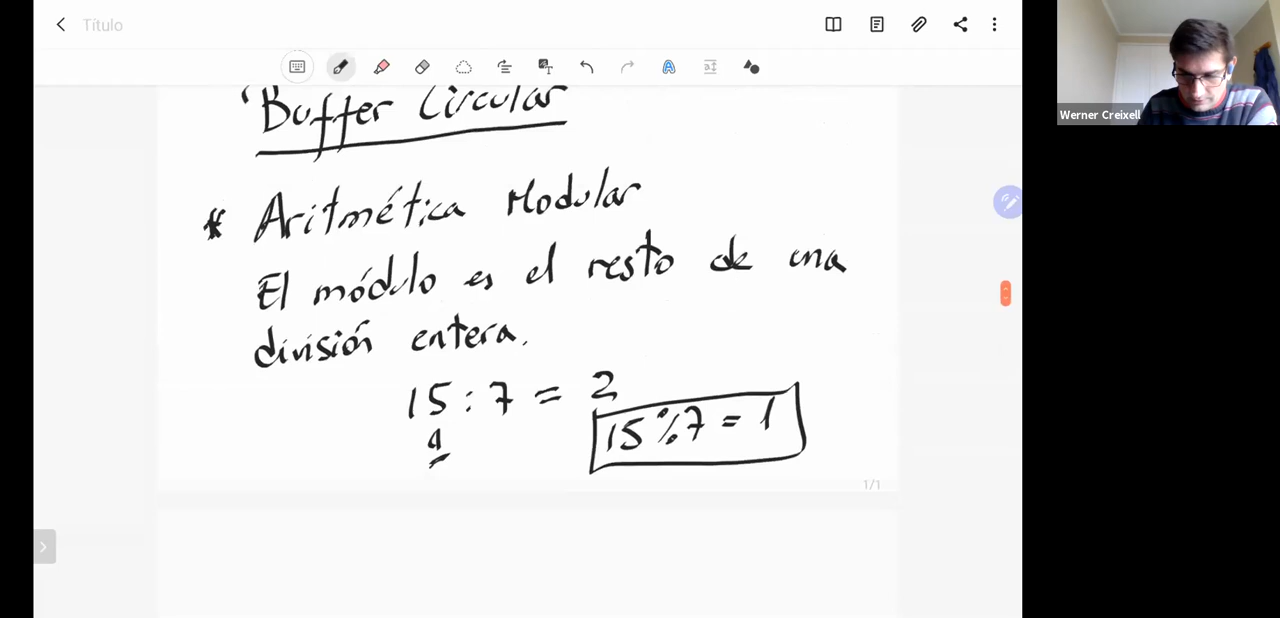 Título
Buffer Circular
* Aritmética Modular
El módulo es el resto de una
división entera.
15 : 7 = 2
1
15 % 7 = 1
1/1
Werner Creixell